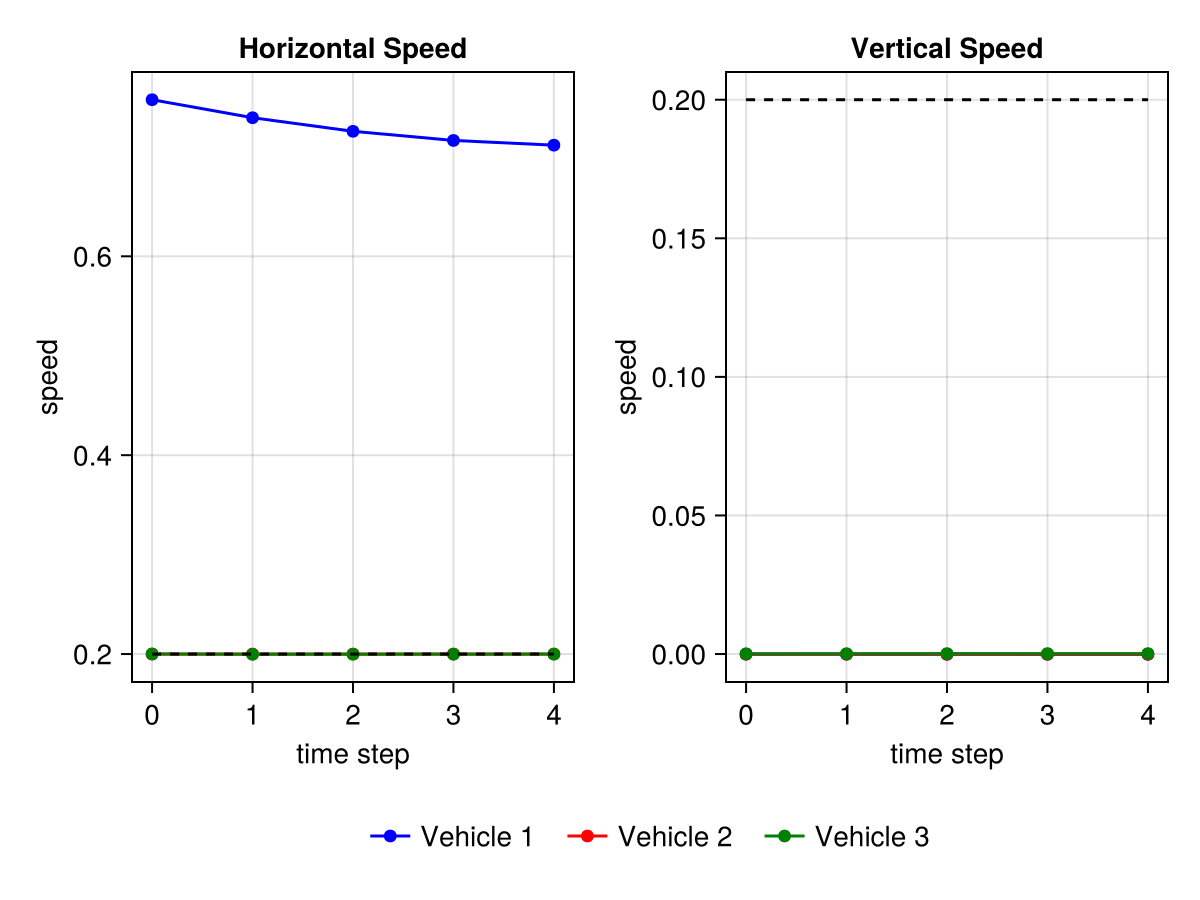 Horizontal Speed
speed
0.6
0.4
0.2
0 1 2 3 4
time step
Vertical Speed
speed
0.20
0.15
0.10
0.05
0.00
0 1 2 3 4
time step
Vehicle 1 Vehicle 2 Vehicle 3